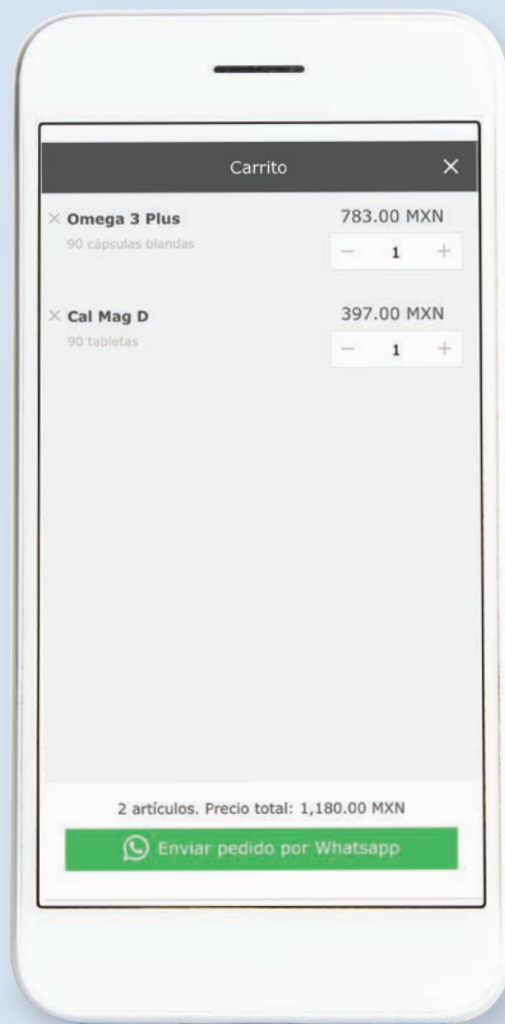 Carrito ×
× Omega 3 Plus 783.00 MXN
90 cápsulas blandas
− 1 +
× Cal Mag D 397.00 MXN
90 tabletas
− 1 +
2 artículos. Precio total: 1,180.00 MXN
Enviar pedido por Whatsapp